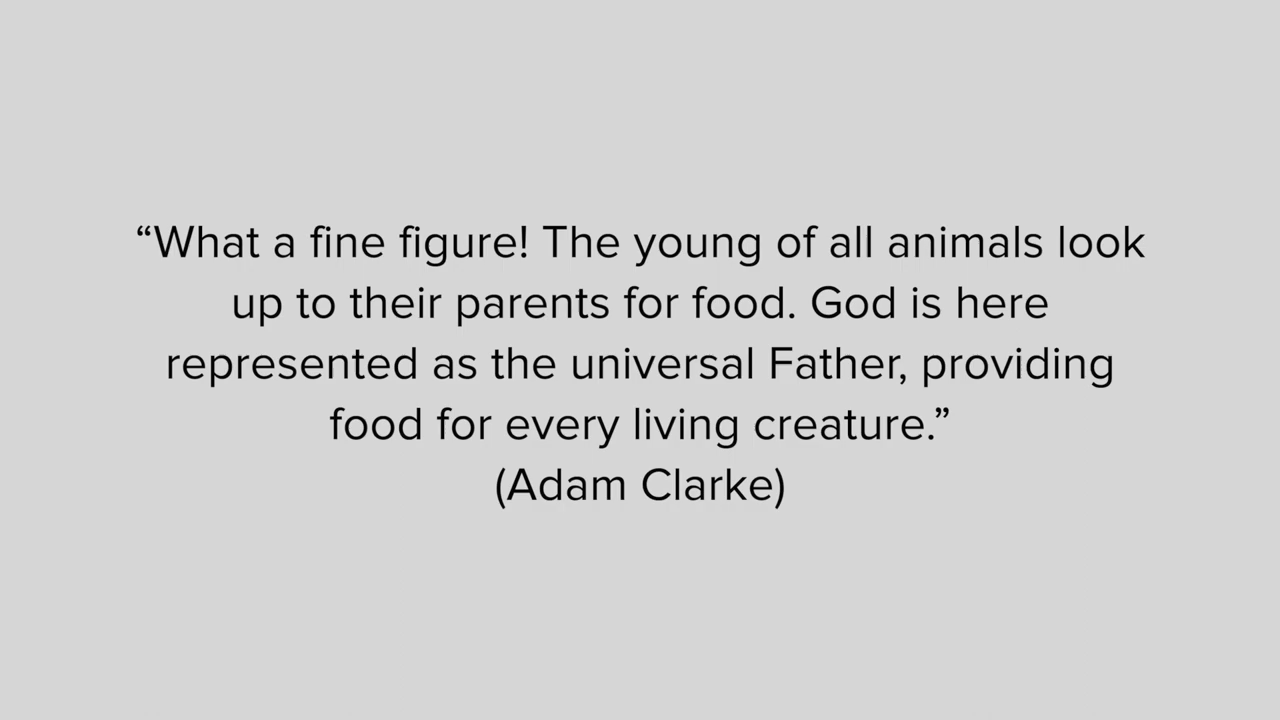 “What a fine figure! The young of all animals look
up to their parents for food. God is here
represented as the universal Father, providing
food for every living creature.”
(Adam Clarke)